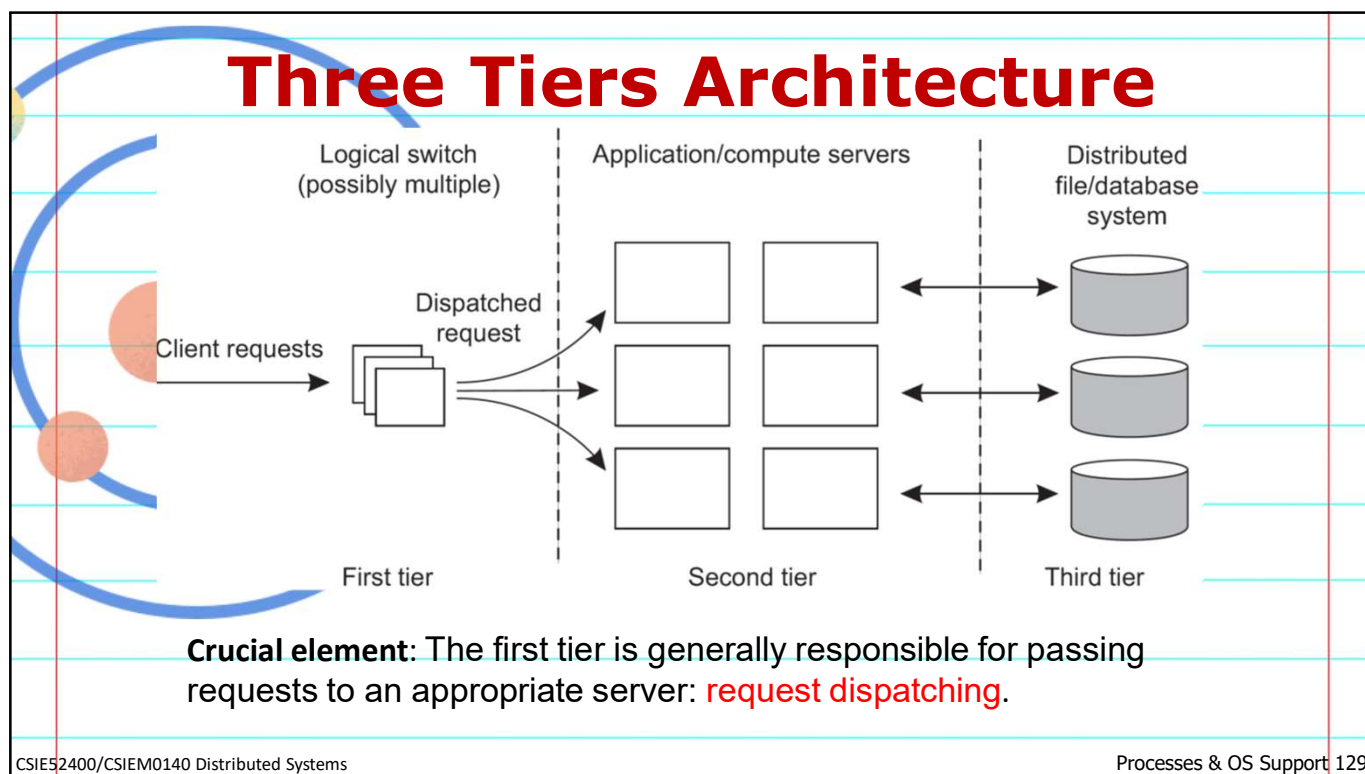 Three Tiers Architecture
Logical switch
(possibly multiple)
Application/compute servers
Distributed
file/database
system
Dispatched
request
Client requests
First tier
Second tier
Third tier
Crucial element: The first tier is generally responsible for passing
requests to an appropriate server: request dispatching.
CSIE52400/CSIEM0140 Distributed Systems
Processes & OS Support 129